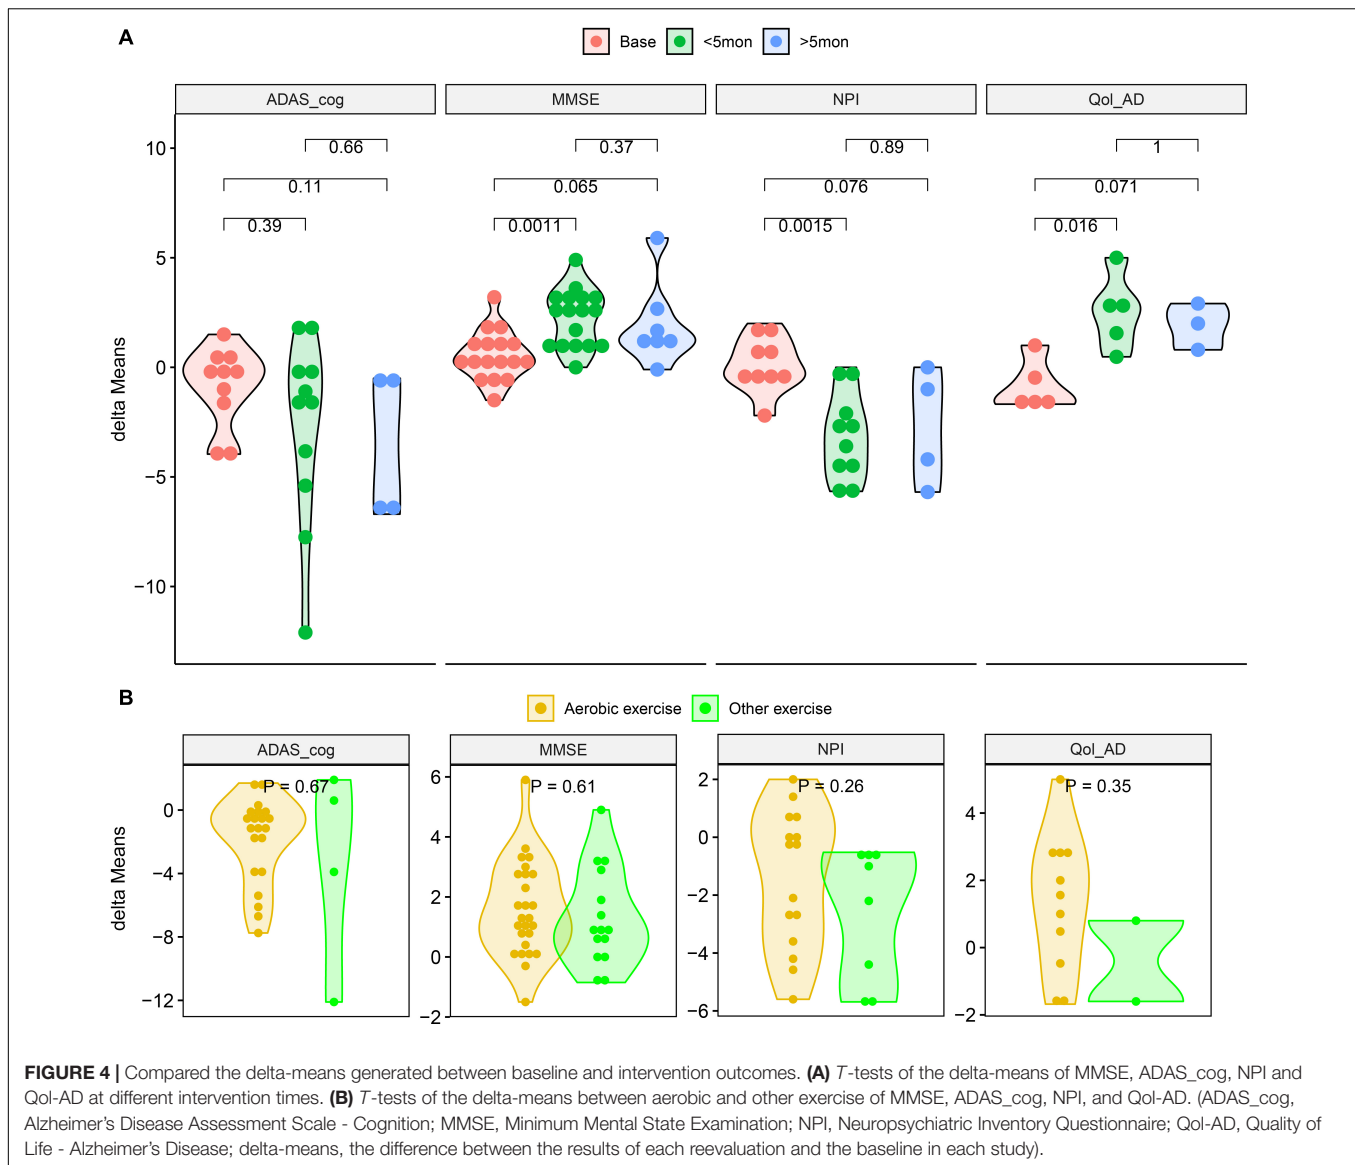 A
Base <5mon >5mon
ADAS_cog MMSE NPI Qol_AD
10
5
0
−5
−10
delta Means
0.66 0.37 0.89 1
0.11 0.065 0.076 0.071
0.39 0.0011 0.0015 0.016
B
Aerobic exercise Other exercise
ADAS_cog MMSE NPI Qol_AD
P = 0.67 P = 0.61 P = 0.26 P = 0.35
delta Means
0
−4
−8
−12
6
4
2
0
−2
2
0
−2
−4
−6
4
2
0
−2
FIGURE 4 | Compared the delta-means generated between baseline and intervention outcomes. (A) T-tests of the delta-means of MMSE, ADAS_cog, NPI and
Qol-AD at different intervention times. (B) T-tests of the delta-means between aerobic and other exercise of MMSE, ADAS_cog, NPI, and Qol-AD. (ADAS_cog,
Alzheimer's Disease Assessment Scale - Cognition; MMSE, Minimum Mental State Examination; NPI, Neuropsychiatric Inventory Questionnaire; Qol-AD, Quality of
Life - Alzheimer's Disease; delta-means, the difference between the results of each reevaluation and the baseline in each study).